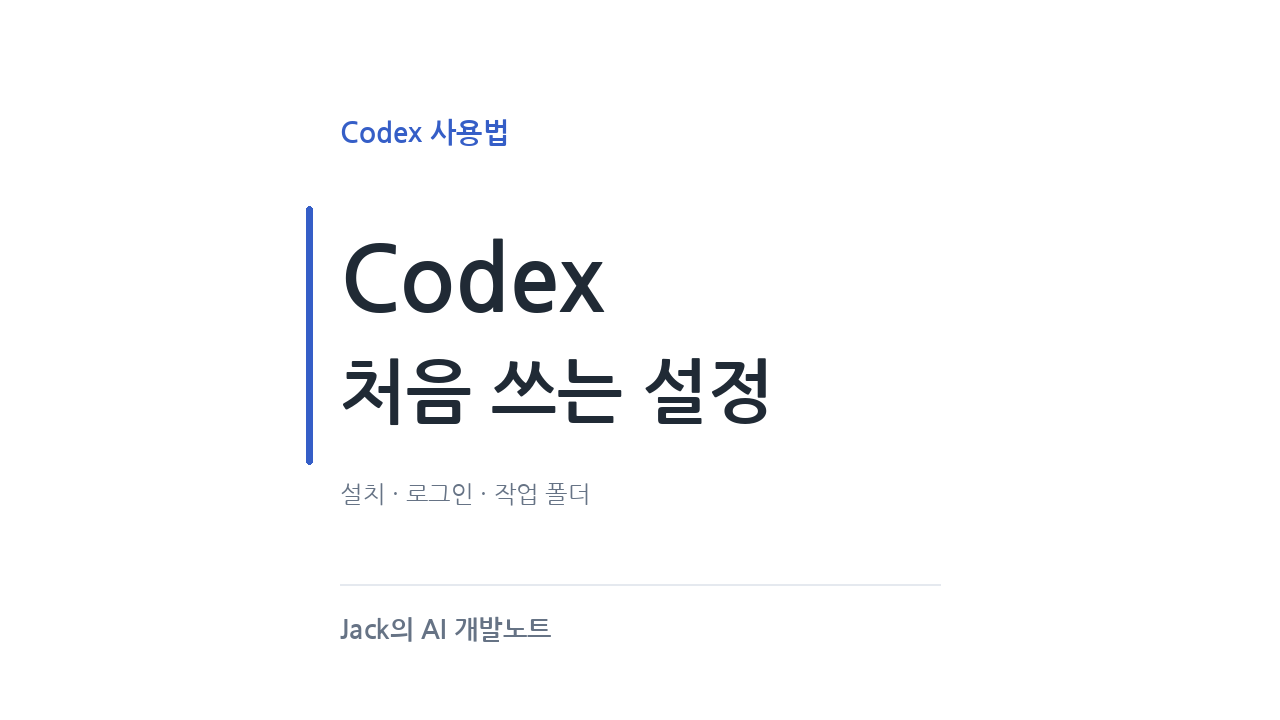 Codex 사용법
Codex
처음 쓰는 설정
설치 · 로그인 · 작업 폴더
Jack의 AI 개발노트